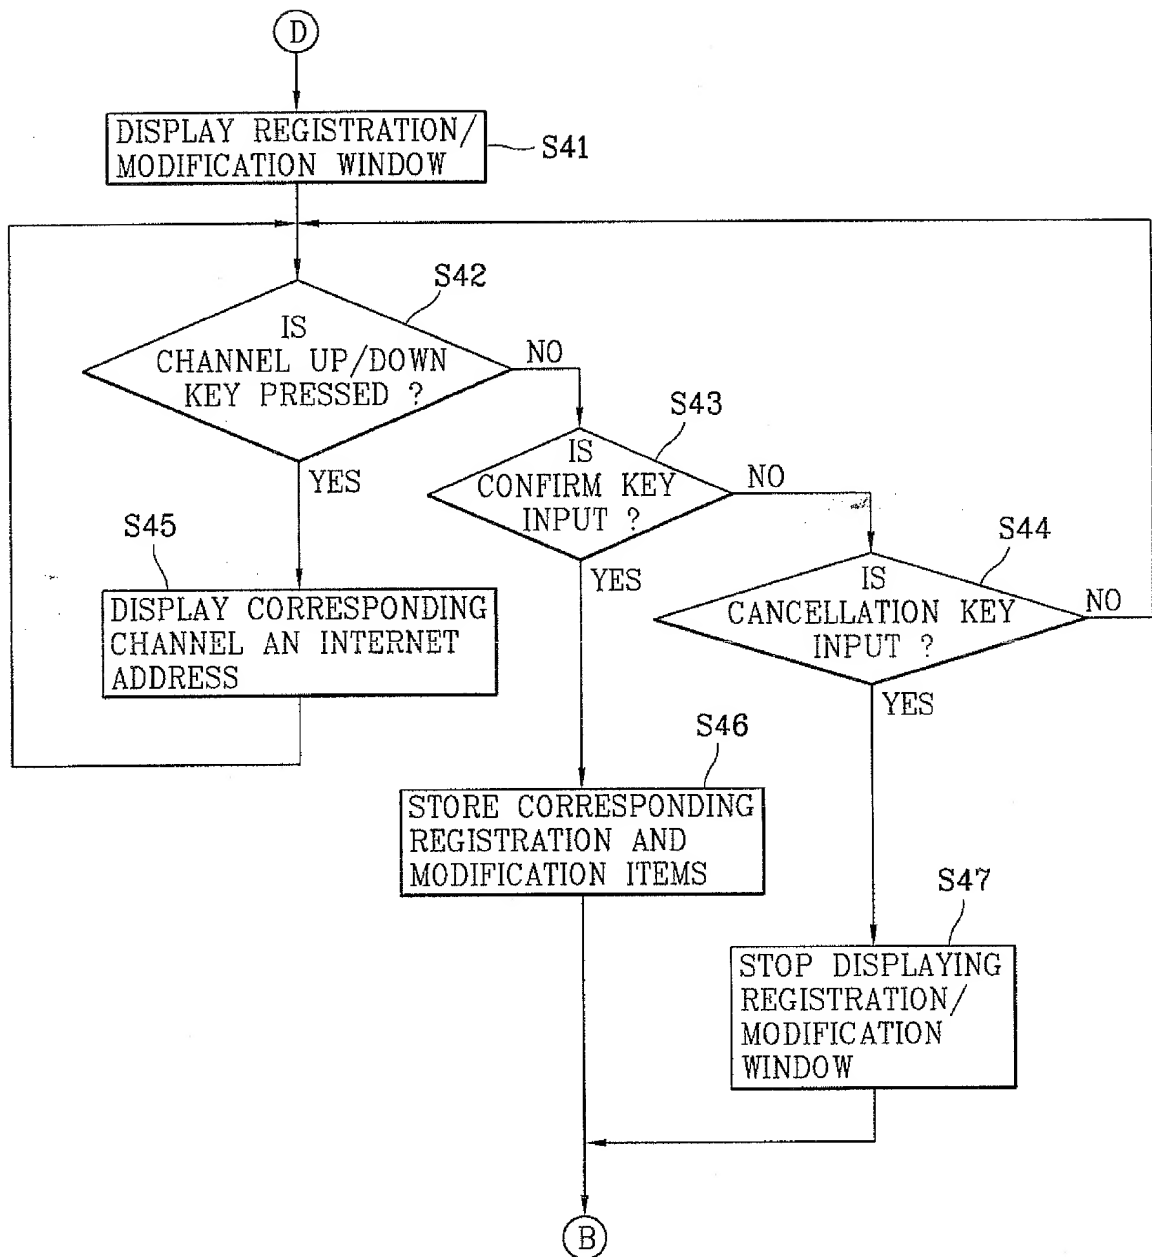 D
DISPLAY REGISTRATION/
MODIFICATION WINDOW
S41
S42
IS
CHANNEL UP/DOWN
KEY PRESSED ?
NO
YES
S43
IS
CONFIRM KEY
INPUT ?
NO
YES
S44
IS
CANCELLATION KEY
INPUT ?
NO
YES
S45
DISPLAY CORRESPONDING
CHANNEL AN INTERNET
ADDRESS
S46
STORE CORRESPONDING
REGISTRATION AND
MODIFICATION ITEMS
S47
STOP DISPLAYING
REGISTRATION/
MODIFICATION
WINDOW
B